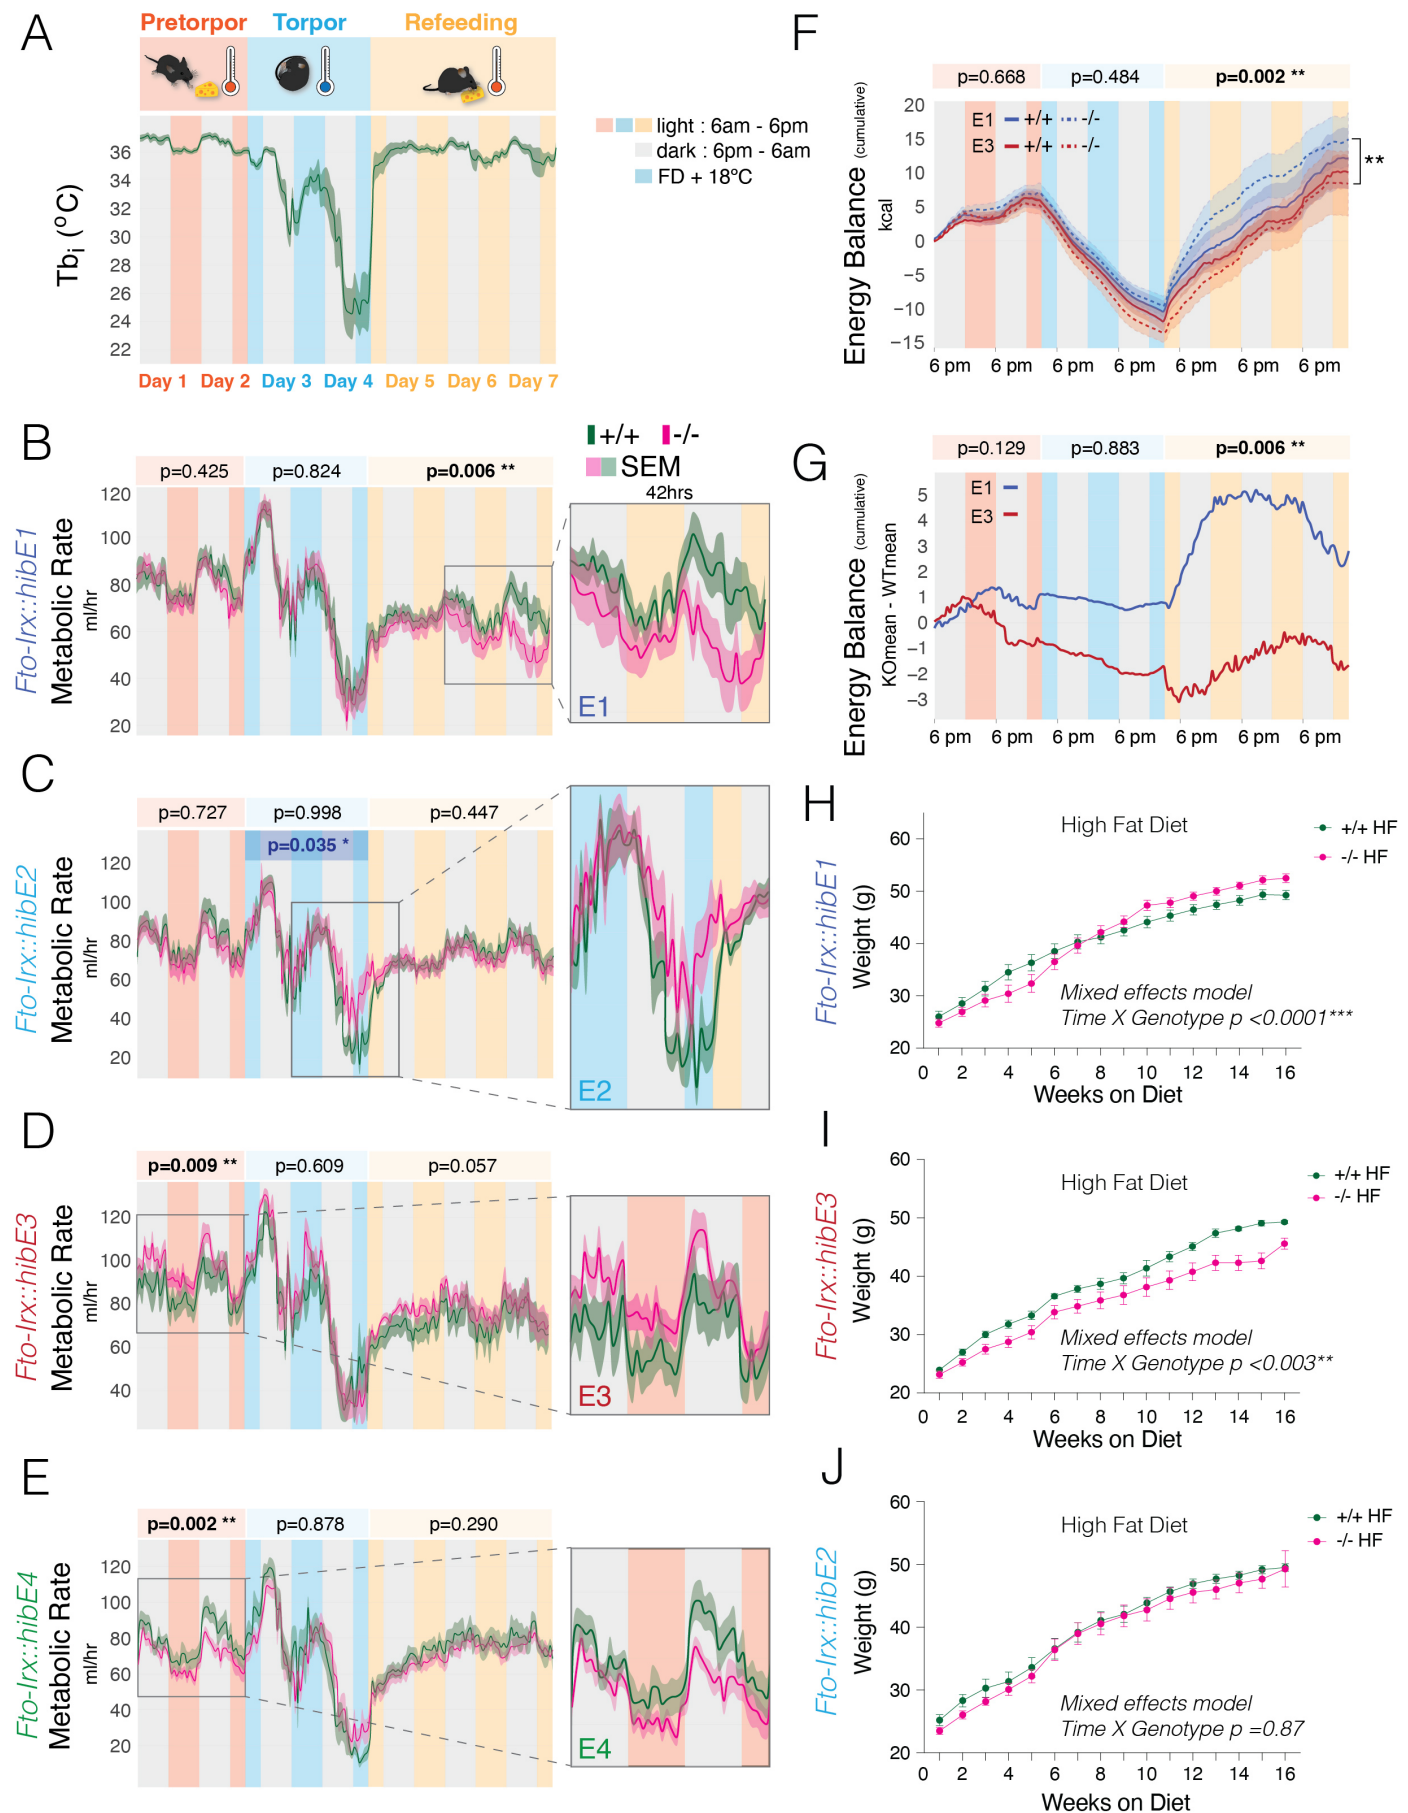 A
Pretorpor Torpor Refeeding
36
34
32
30
28
26
24
22
Tbi (oC)
light : 6am - 6pm
dark : 6pm - 6am
FD + 18ºC
Day 1 Day 2 Day 3 Day 4 Day 5 Day 6 Day 7
B
+/+ -/-
SEM
42hrs
p=0.425 p=0.824 p=0.006 **
Fto-Irx::hibE1
Metabolic Rate
ml/hr
120
100
80
60
40
20
E1
C
p=0.727 p=0.998 p=0.447
p=0.035 *
Fto-Irx::hibE2
Metabolic Rate
ml/hr
120
100
80
60
40
20
E2
D
p=0.009 ** p=0.609 p=0.057
Fto-Irx::hibE3
Metabolic Rate
ml/hr
120
100
80
60
40
E3
E
p=0.002 ** p=0.878 p=0.290
Fto-Irx::hibE4
Metabolic Rate
ml/hr
120
100
80
60
40
20
E4
F
p=0.668 p=0.484 p=0.002 **
Energy Balance (cumulative)
kcal
20
15
10
5
0
−5
−10
−15
E1 +/+ -/-
E3 +/+ -/-
**
6 pm 6 pm 6 pm 6 pm 6 pm 6 pm 6 pm
G
p=0.129 p=0.883 p=0.006 **
Energy Balance (cumulative)
KOmean - WTmean
5
4
3
2
1
0
−1
−2
−3
E1
E3
6 pm 6 pm 6 pm 6 pm 6 pm 6 pm 6 pm
H
High Fat Diet
+/+ HF
-/- HF
Fto-Irx::hibE1
Weight (g)
60
50
40
30
20
Mixed effects model
Time X Genotype p <0.0001***
0 2 4 6 8 10 12 14 16
Weeks on Diet
I
High Fat Diet
+/+ HF
-/- HF
Fto-Irx::hibE3
Weight (g)
60
50
40
30
20
Mixed effects model
Time X Genotype p <0.003**
0 2 4 6 8 10 12 14 16
Weeks on Diet
J
High Fat Diet
+/+ HF
-/- HF
Fto-Irx::hibE2
Weight (g)
60
50
40
30
20
Mixed effects model
Time X Genotype p =0.87
0 2 4 6 8 10 12 14 16
Weeks on Diet